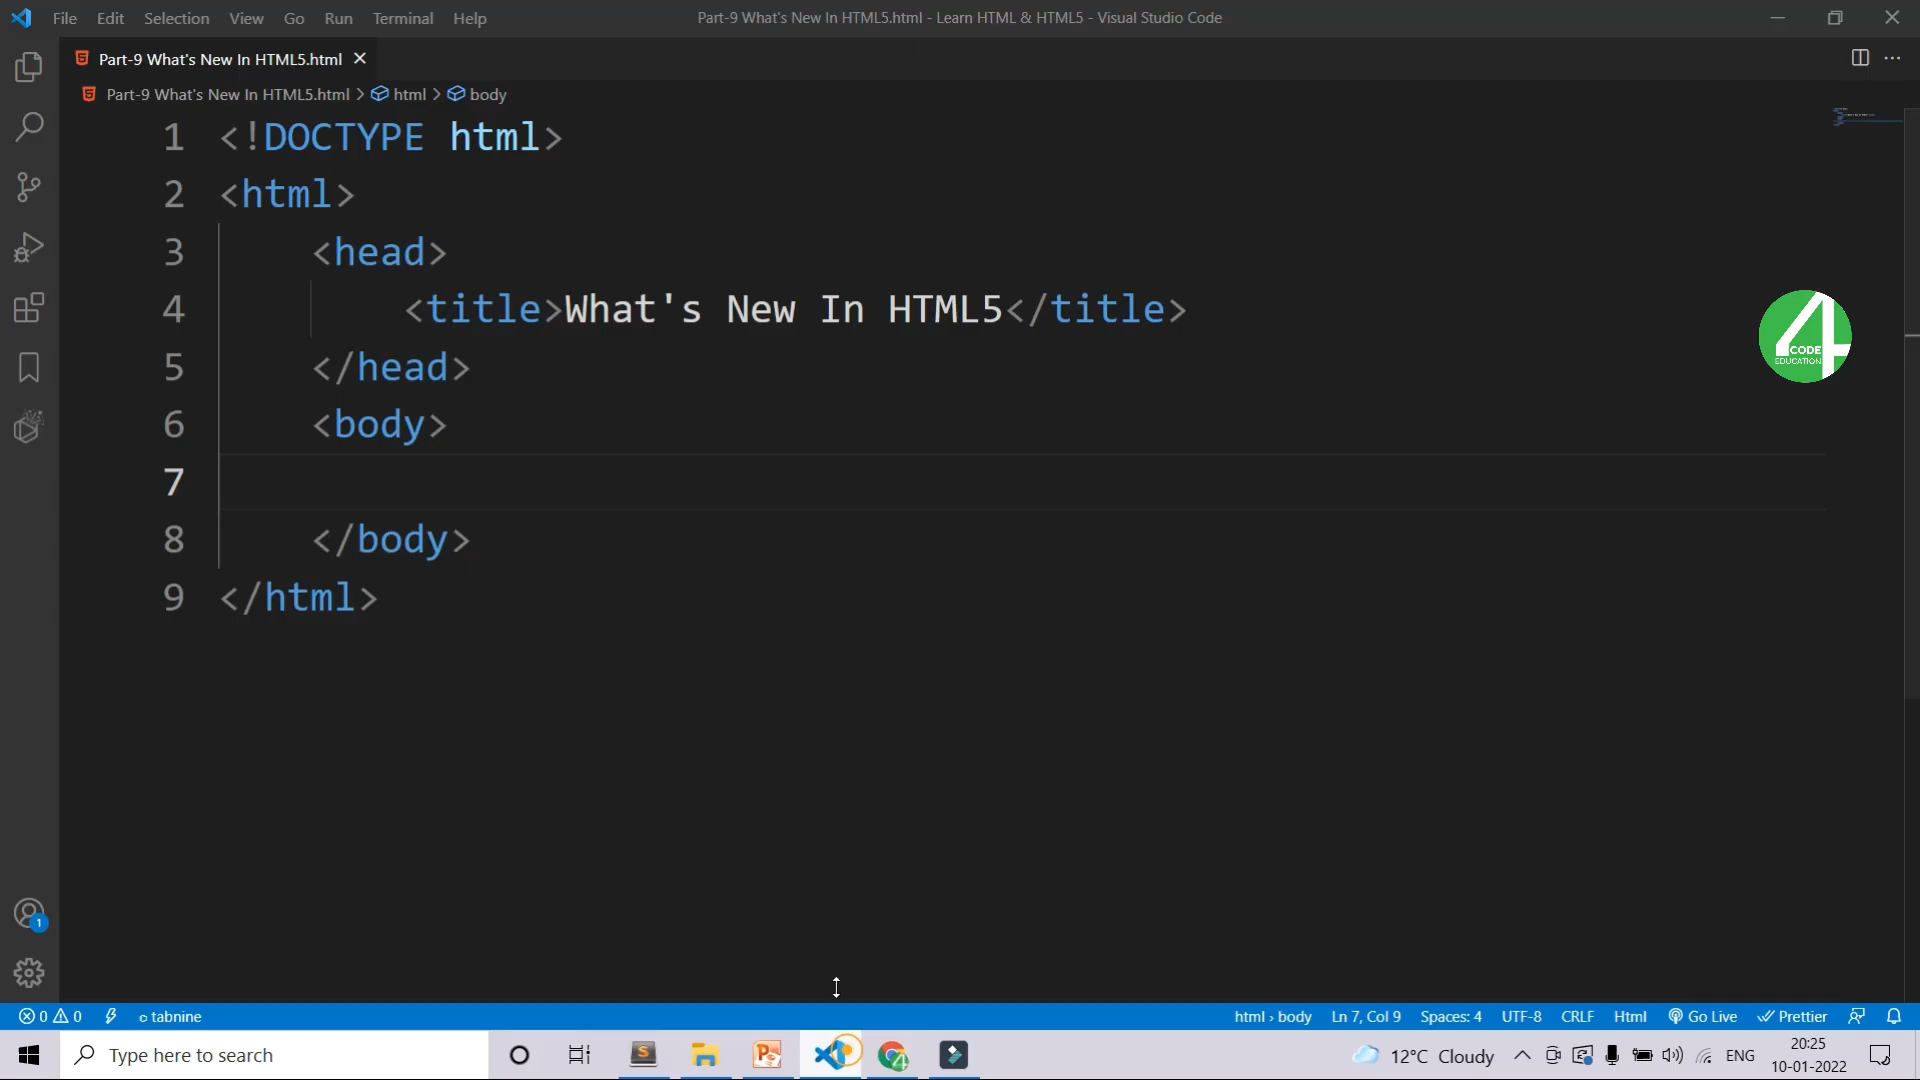 File Edit Selection View Go Run Terminal Help Part-9 What's New In HTML5.html - Learn HTML & HTML5 - Visual Studio Code
Part-9 What's New In HTML5.html
Part-9 What's New In HTML5.html > html > body
1 <!DOCTYPE html>
2 <html>
3 <head>
4 <title>What's New In HTML5</title>
5 </head>
6 <body>
7
8 </body>
9 </html>
4
CODE
EDUCATION
1
0 0 tabnine html › body Ln 7, Col 9 Spaces: 4 UTF-8 CRLF Html Go Live Prettier
Type here to search 12°C Cloudy ENG 20:25
10-01-2022